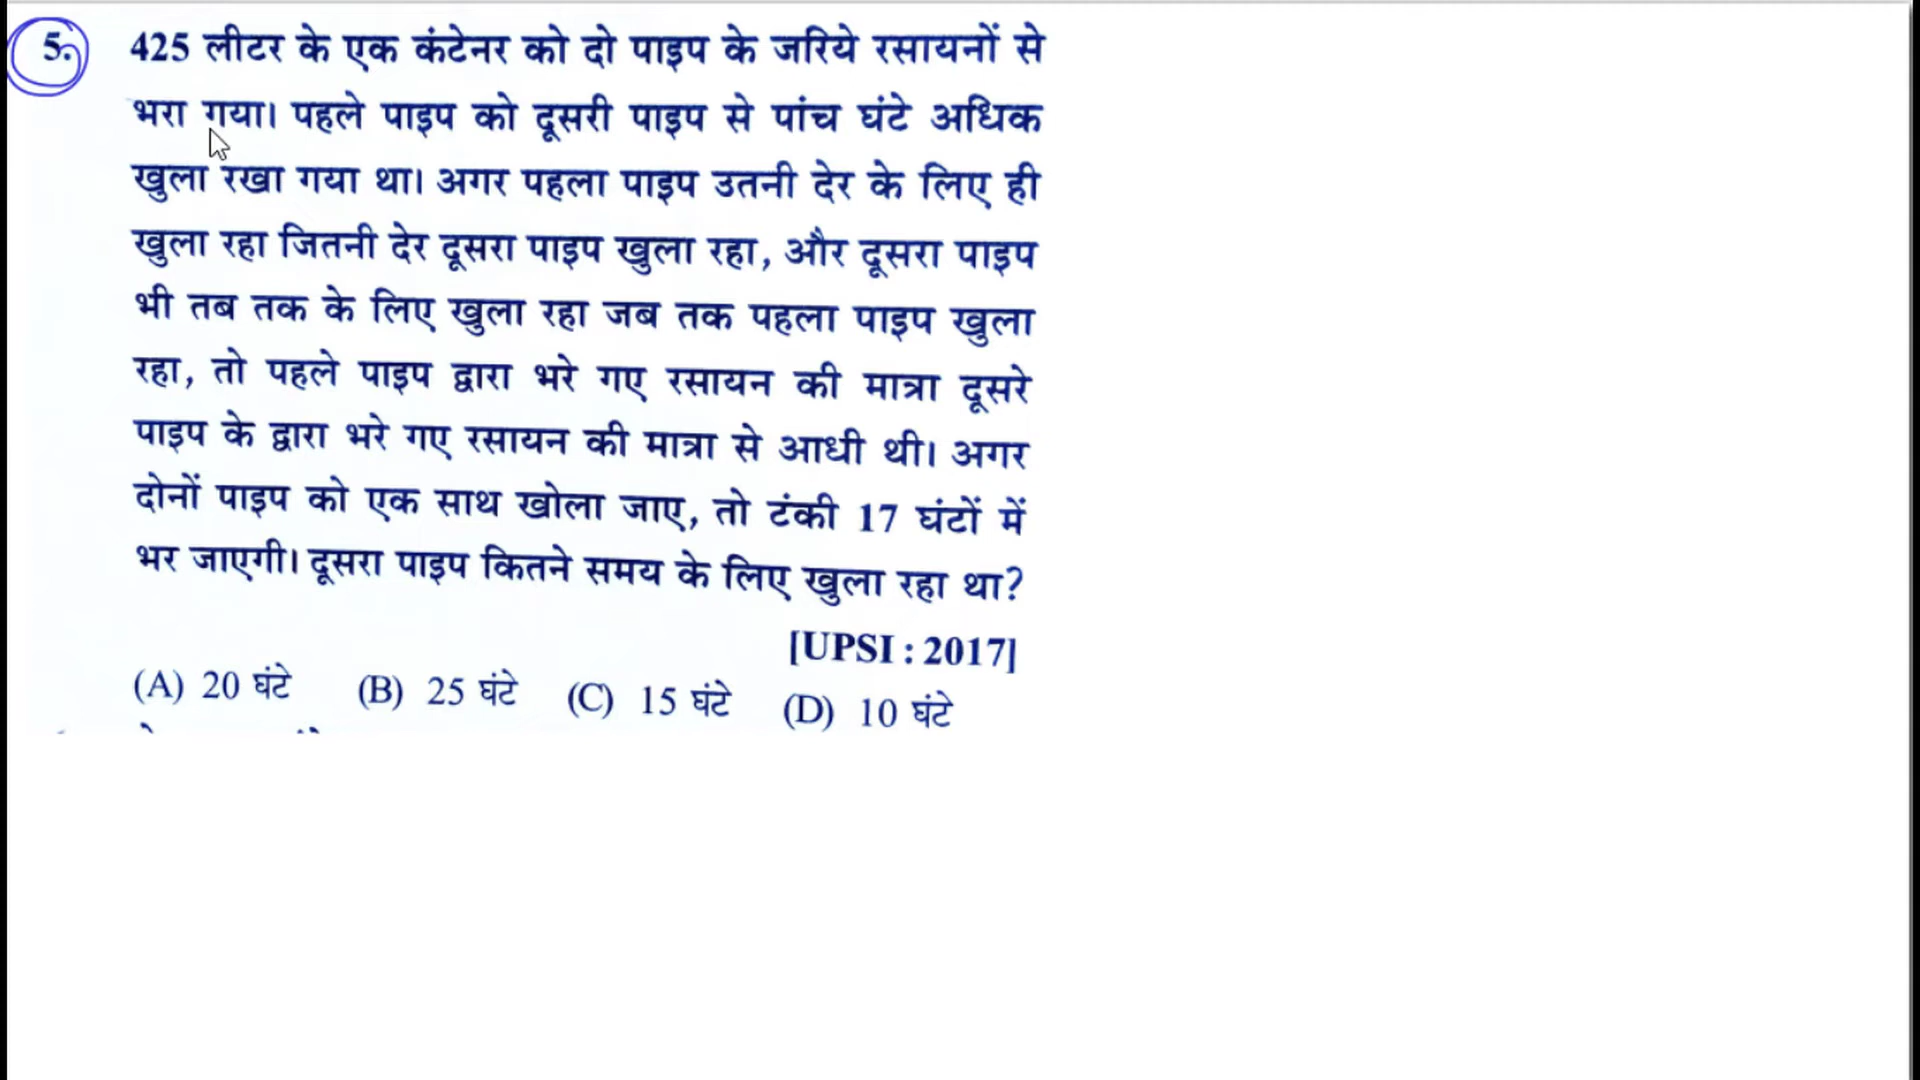 5. 425 लीटर के एक कंटेनर को दो पाइप के जरिये रसायनों से
भरा गया। पहले पाइप को दूसरी पाइप से पांच घंटे अधिक
खुला रखा गया था। अगर पहला पाइप उतनी देर के लिए ही
खुला रहा जितनी देर दूसरा पाइप खुला रहा, और दूसरा पाइप
भी तब तक के लिए खुला रहा जब तक पहला पाइप खुला
रहा, तो पहले पाइप द्वारा भरे गए रसायन की मात्रा दूसरे
पाइप के द्वारा भरे गए रसायन की मात्रा से आधी थी। अगर
दोनों पाइप को एक साथ खोला जाए, तो टंकी 17 घंटों में
भर जाएगी। दूसरा पाइप कितने समय के लिए खुला रहा था?
[UPSI : 2017]
(A) 20 घंटे (B) 25 घंटे (C) 15 घंटे (D) 10 घंटे